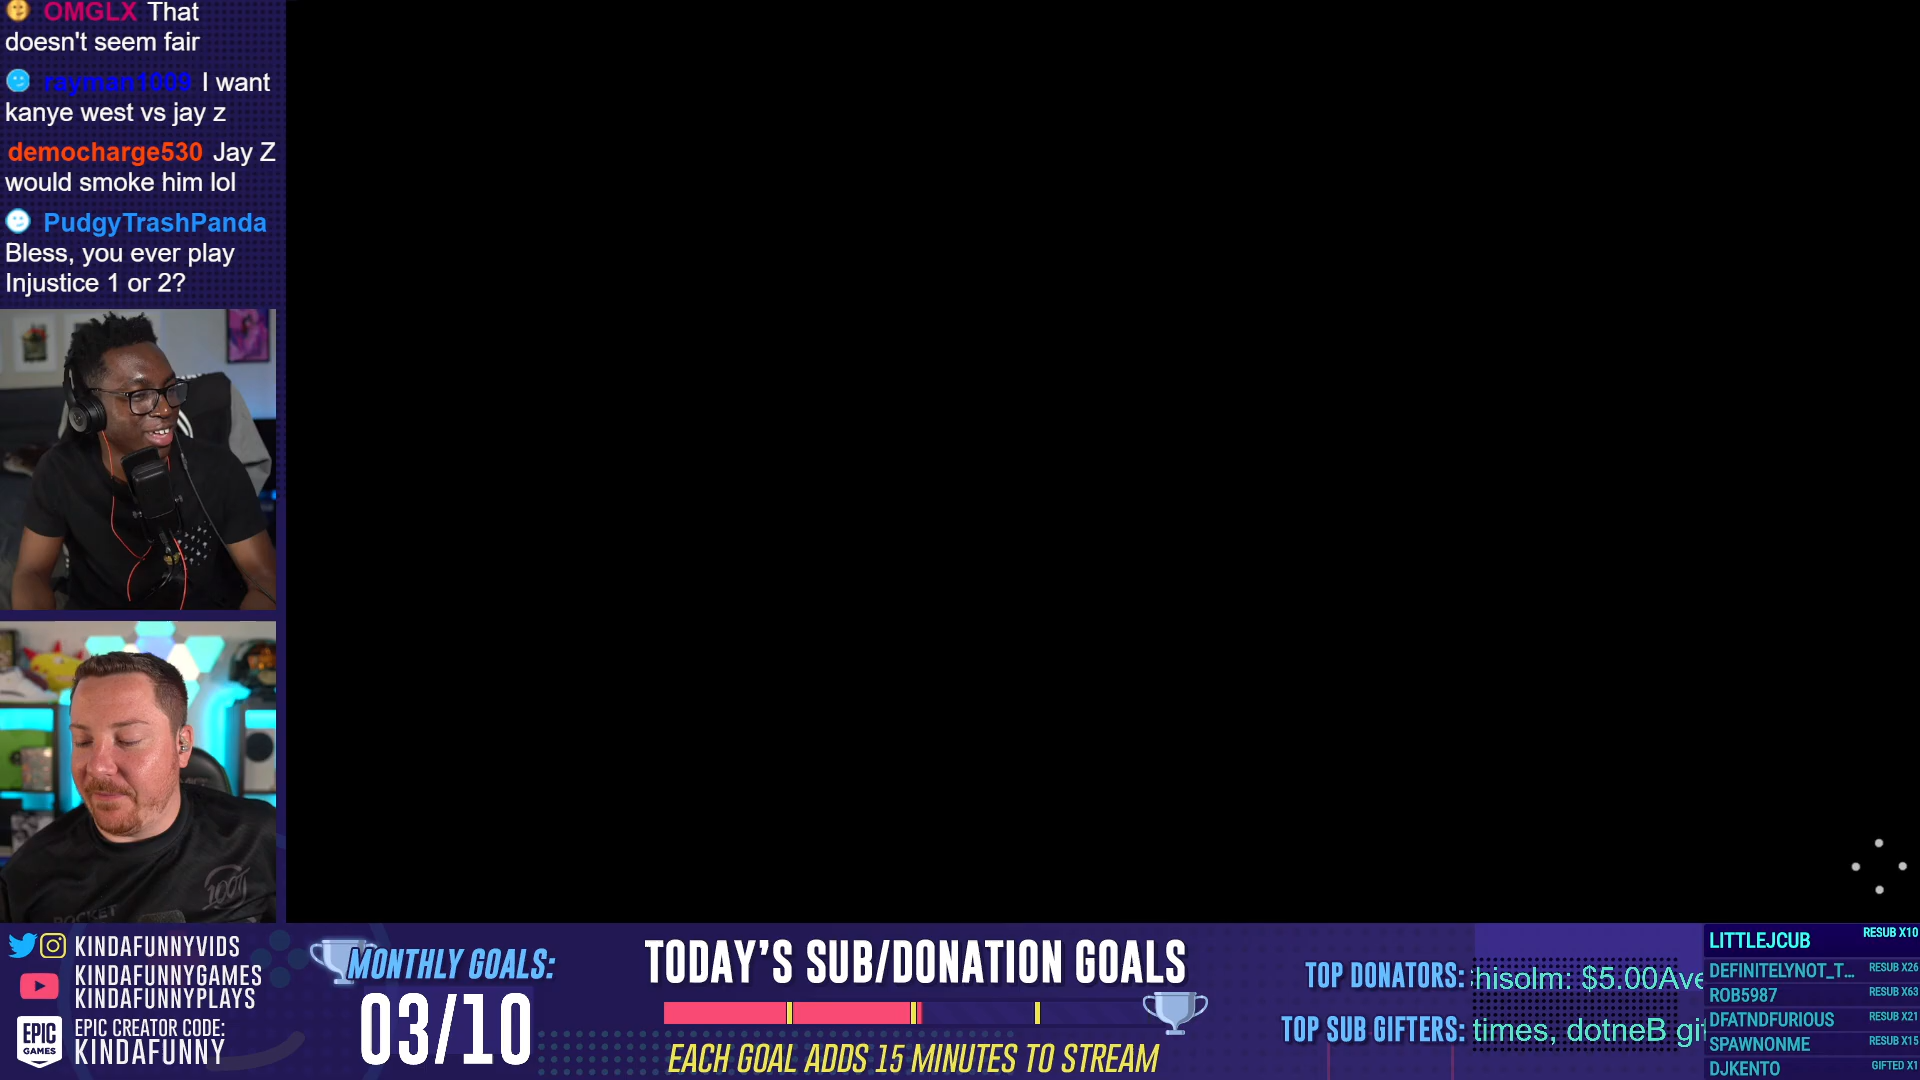 OMGLX That
doesn't seem fair
rayman1009 I want
kanye west vs jay z
democharge530 Jay Z
would smoke him lol
PudgyTrashPanda
Bless, you ever play
Injustice 1 or 2?
100T
ROCKET
KINDAFUNNYVIDS
KINDAFUNNYGAMES
KINDAFUNNYPLAYS
EPIC GAMES
EPIC CREATOR CODE:
KINDAFUNNY
MONTHLY GOALS:
03/10
TODAY'S SUB/DONATION GOALS
EACH GOAL ADDS 15 MINUTES TO STREAM
TOP DONATORS: hisolm: $5.00Ave
TOP SUB GIFTERS: times, dotneB gif
LITTLEJCUB RESUB X10
DEFINITELYNOT_T... RESUB X26
ROB5987 RESUB X63
DFATNDFURIOUS RESUB X21
SPAWNONME RESUB X15
DJKENTO GIFTED X1